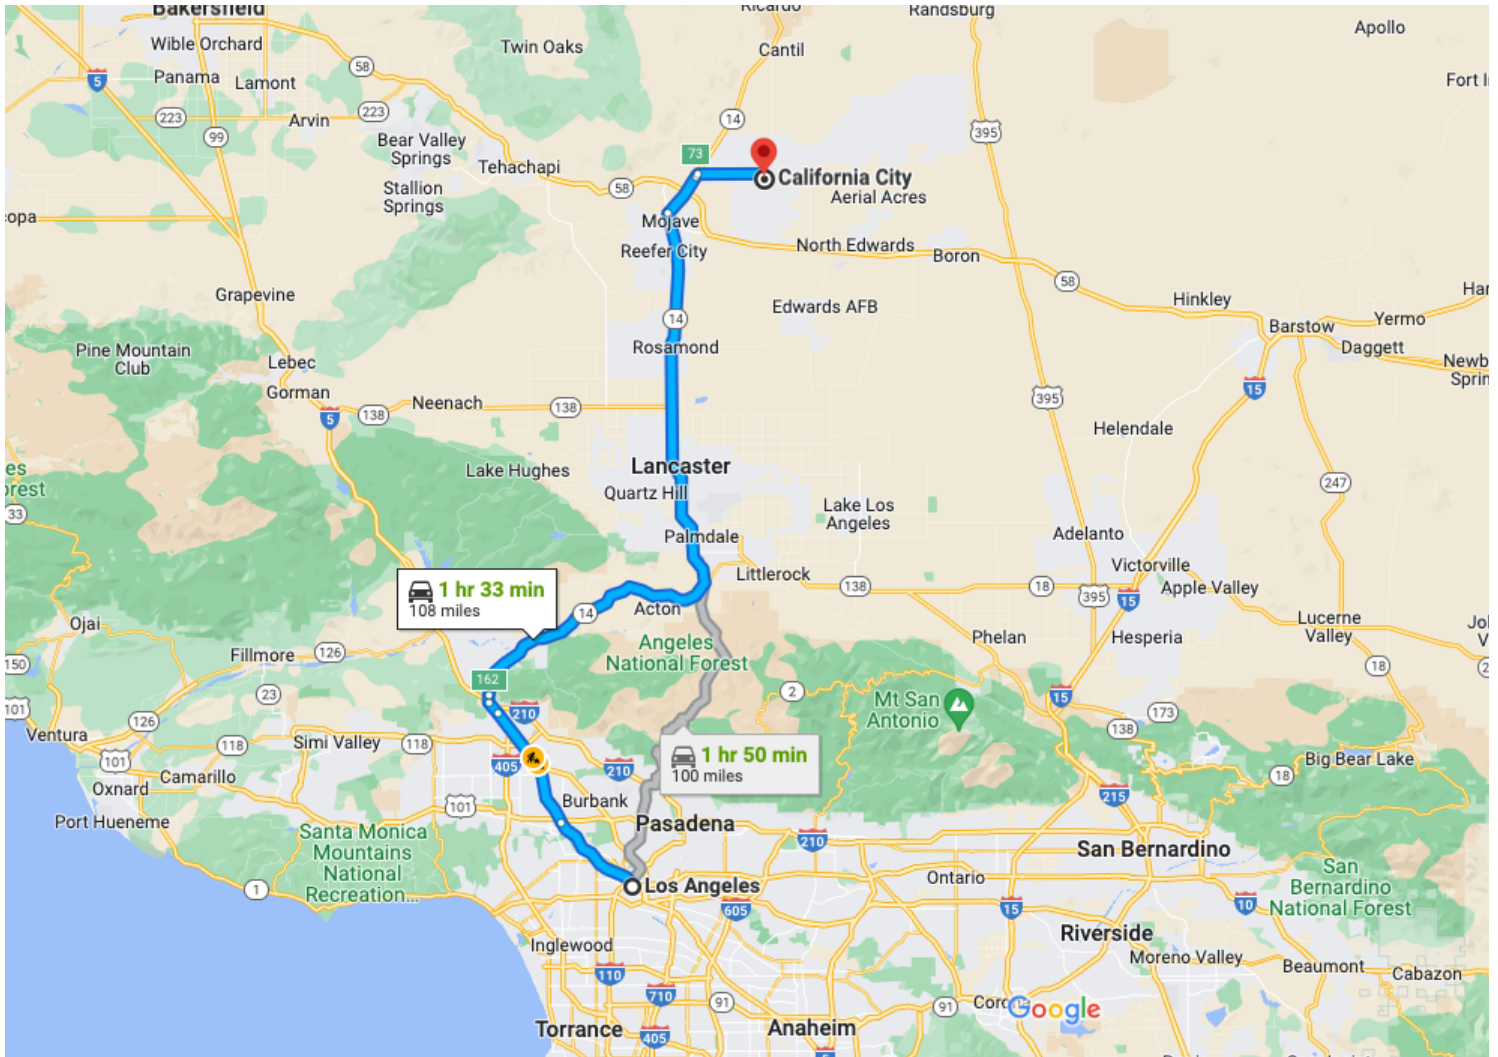 Bakersfield
Ricardo
Randsburg
Apollo
Wible Orchard
Twin Oaks
Cantil
58
5
Panama
Lamont
Fort I
223
223
Arvin
14
395
99
Bear Valley
Springs
73
Tehachapi
California City
Stallion
Springs
58
Aerial Acres
copa
Mojave
Reefer City
North Edwards
Boron
58
Grapevine
Edwards AFB
Hinkley
Har
14
Barstow
Yermo
Pine Mountain
Club
Rosamond
Daggett
Lebec
Newb
Sprin
Gorman
15
5
138
Neenach
138
395
Helendale
es
orest
Lake Hughes
Lancaster
Quartz Hill
247
33
Lake Los
Angeles
Palmdale
Adelanto
Victorville
1 hr 33 min
108 miles
Littlerock
138
18
395
15
Apple Valley
14
Acton
Ojai
Lucerne
Valley
Jo
V
Phelan
Hesperia
Angeles
National Forest
150
Fillmore
126
18
2
162
23
2
15
101
126
210
Mt San
Antonio
173
138
Ventura
118
Simi Valley
118
101
405
210
1 hr 50 min
100 miles
Big Bear Lake
18
Camarillo
Oxnard
101
Burbank
215
Port Hueneme
Pasadena
210
Santa Monica
Mountains
National
Recreation...
San Bernardino
San
Bernardino
National Forest
1
Los Angeles
Ontario
605
15
10
Inglewood
Riverside
Moreno Valley
Beaumont
Cabazon
110
710
91
91
Coro
Google
Torrance
405
Anaheim
5